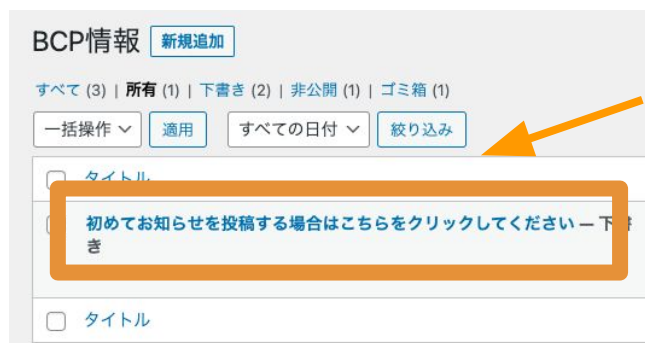 BCP情報 新規追加
すべて (3) | 所有 (1) | 下書き (2) | 非公開 (1) | ゴミ箱 (1)
一括操作 適用 すべての日付 絞り込み
タイトル
初めてお知らせを投稿する場合はこちらをクリックしてください — 下書
き
タイトル